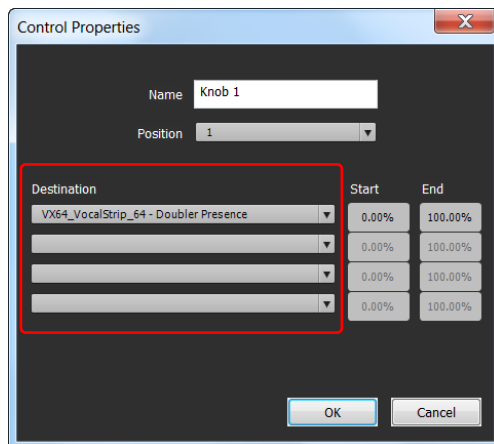 Control Properties
Name Knob 1
Position 1
Destination Start End
VX64_VocalStrip_64 - Doubler Presence 0.00% 100.00%
0.00% 100.00%
0.00% 100.00%
0.00% 100.00%
OK Cancel